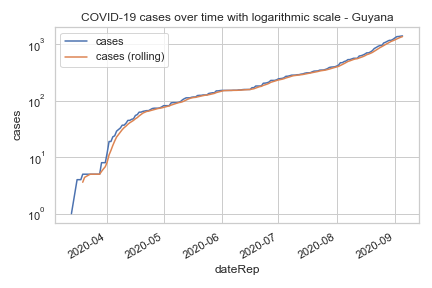 COVID-19 cases over time with logarithmic scale - Guyana
cases
cases (rolling)
10³
10²
10¹
10⁰
cases
2020-04
2020-05
2020-06
2020-07
2020-08
2020-09
dateRep